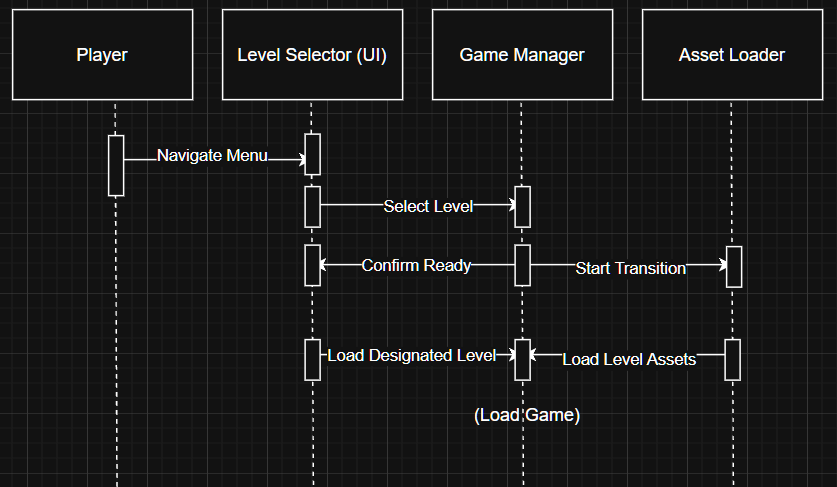 Player
Level Selector (UI)
Game Manager
Asset Loader
Navigate Menu
Select Level
Confirm Ready
Start Transition
Load Designated Level
Load Level Assets
(Load Game)